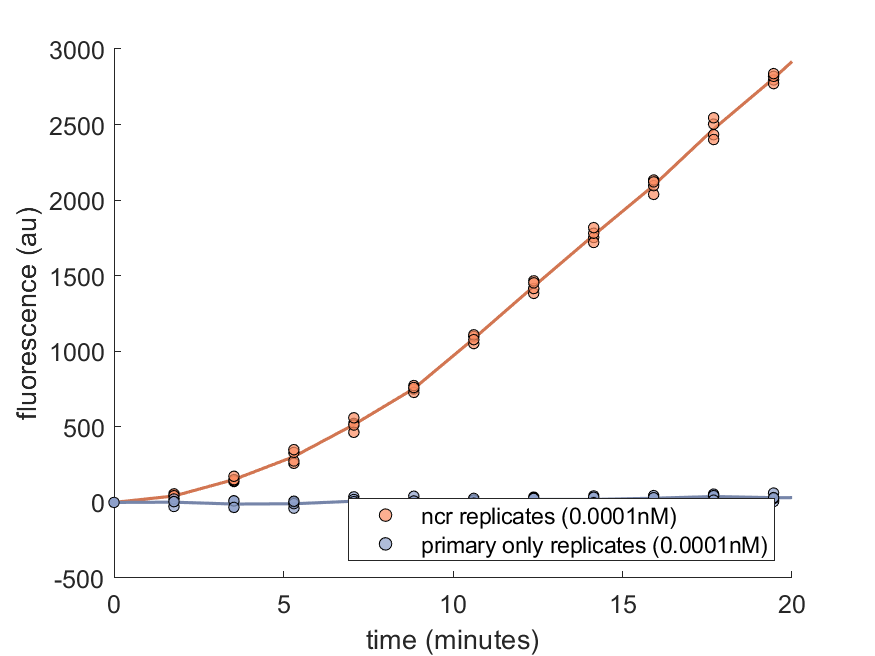 3000
2500
2000
1500
1000
500
0
-500
fluorescence (au)
ncr replicates (0.0001nM)
primary only replicates (0.0001nM)
0 5 10 15 20
time (minutes)